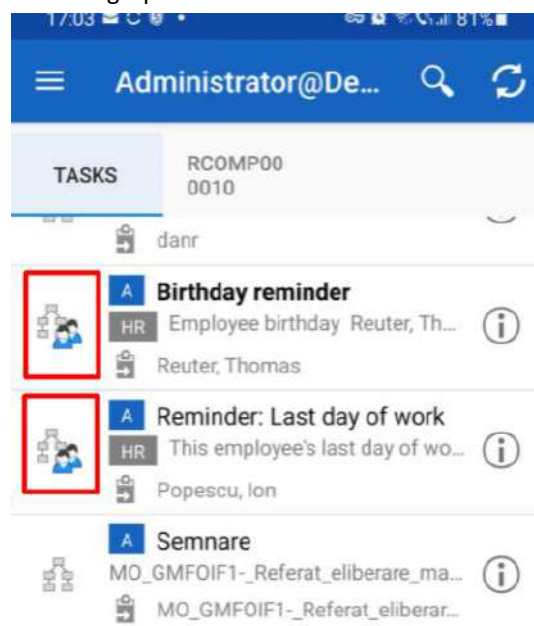 17:03 81%
Administrator@De...
TASKS
RCOMP00
0010
danr
A Birthday reminder
HR Employee birthday Reuter, Th...
Reuter, Thomas
A Reminder: Last day of work
HR This employee's last day of wo...
Popescu, Ion
A Semnare
MO_GMFOIF1-_Referat_eliberare_ma...
MO_GMFOIF1-_Referat_eliberar...